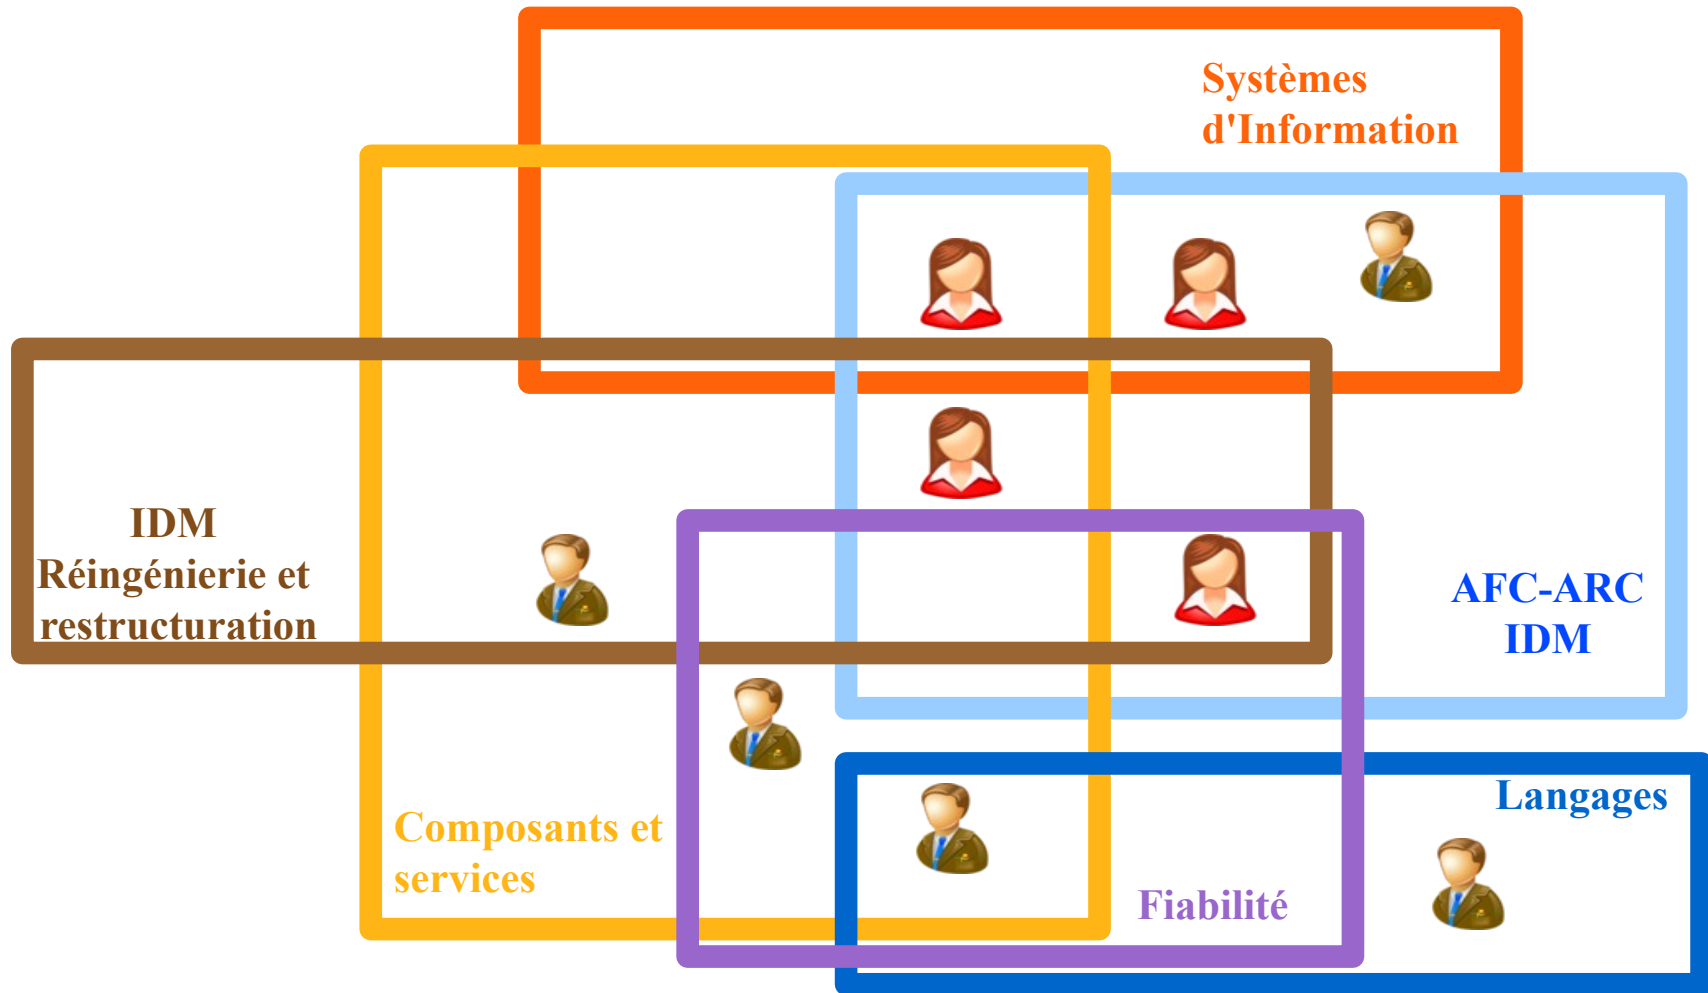 Systèmes
d'Information
IDM
Réingénierie et
restructuration
AFC-ARC
IDM
Composants et
services
Langages
Fiabilité